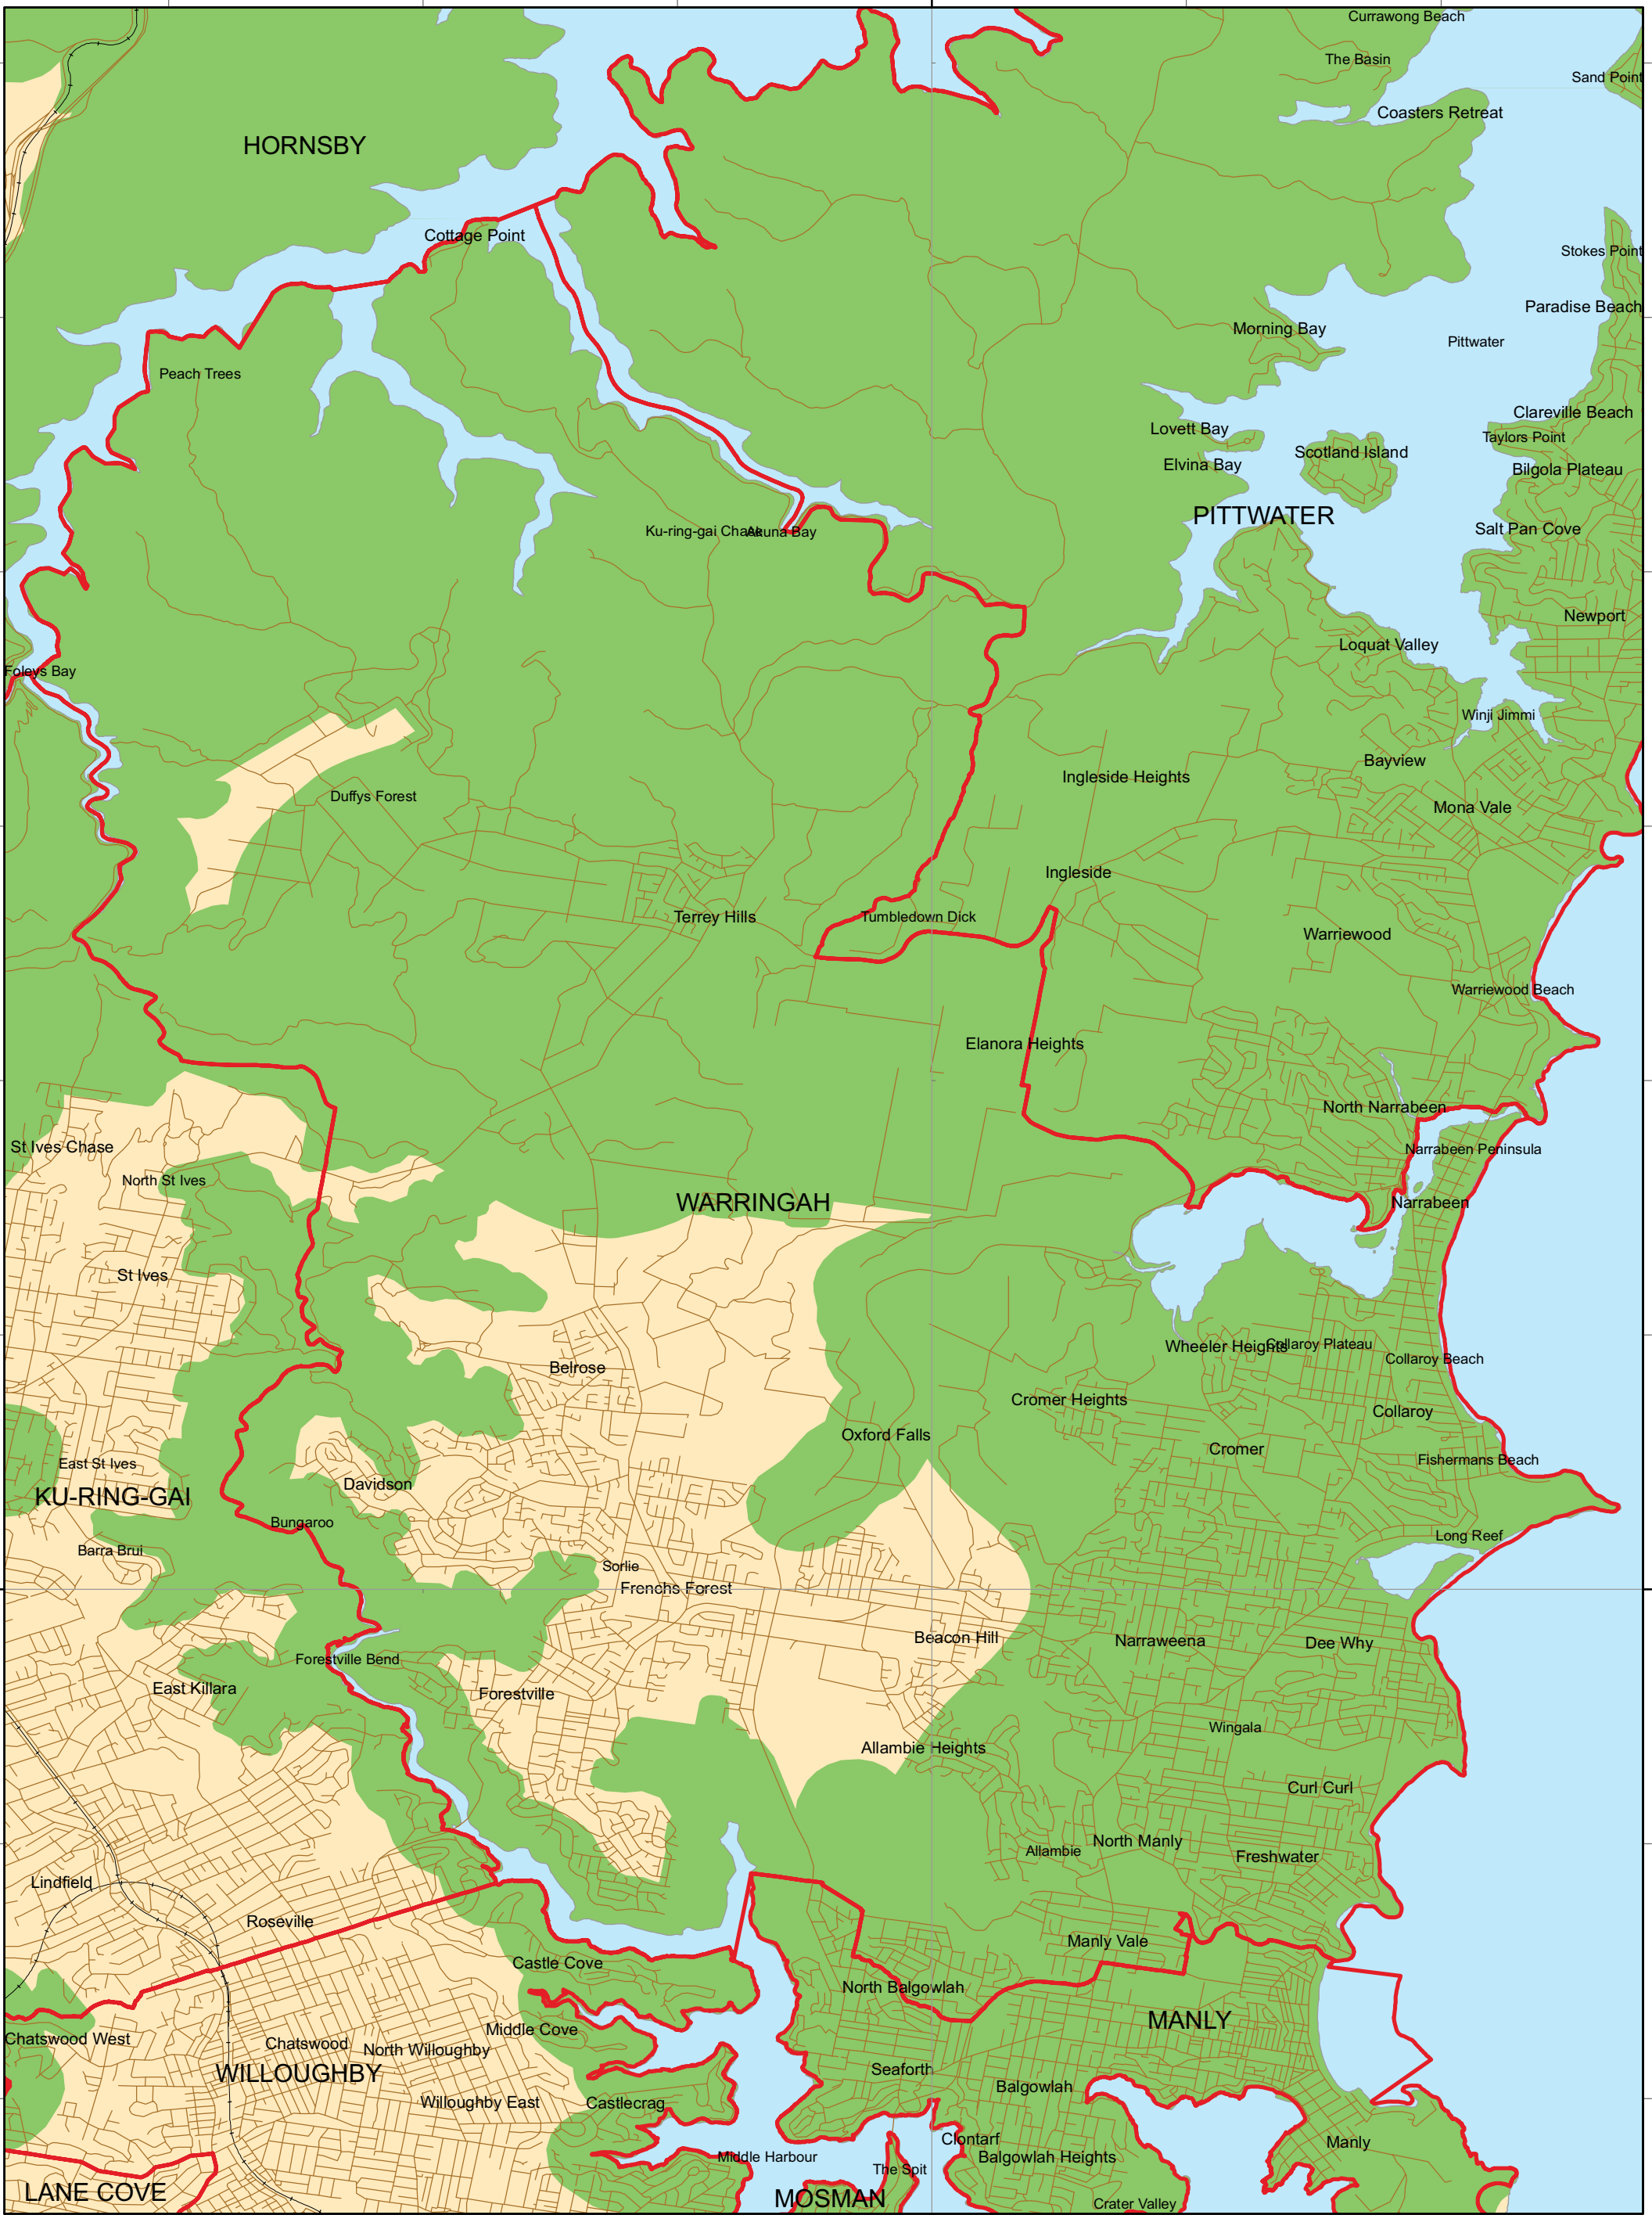 Currawong Beach
The Basin
Sand Point
Coasters Retreat
HORNSBY
Cottage Point
Stokes Point
Paradise Beach
Morning Bay
Pittwater
Peach Trees
Clareville Beach
Lovett Bay
Taylors Point
Scotland Island
Elvina Bay
Bilgola Plateau
PITTWATER
Ku-ring-gai Chase
Akuna Bay
Salt Pan Cove
Newport
Loquat Valley
Foleys Bay
Winji Jimmi
Bayview
Ingleside Heights
Duffys Forest
Mona Vale
Ingleside
Terrey Hills
Tumbledown Dick
Warriewood
Warriewood Beach
Elanora Heights
North Narrabeen
St Ives Chase
Narrabeen Peninsula
North St Ives
WARRINGAH
Narrabeen
St Ives
Wheeler Heights
Collaroy Plateau
Collaroy Beach
Belrose
Cromer Heights
Collaroy
Oxford Falls
Cromer
East St Ives
Fishermans Beach
Davidson
KU-RING-GAI
Bungaroo
Long Reef
Barra Brui
Sorlie
Frenchs Forest
Beacon Hill
Narraweena
Dee Why
Forestville Bend
East Killara
Forestville
Wingala
Allambie Heights
Curl Curl
North Manly
Allambie
Freshwater
Lindfield
Roseville
Manly Vale
Castle Cove
North Balgowlah
MANLY
Middle Cove
Chatswood West
Chatswood
North Willoughby
WILLOUGHBY
Seaforth
Balgowlah
Willoughby East
Castlecrag
Clontarf
Manly
Middle Harbour
Balgowlah Heights
The Spit
LANE COVE
MOSMAN
Crater Valley